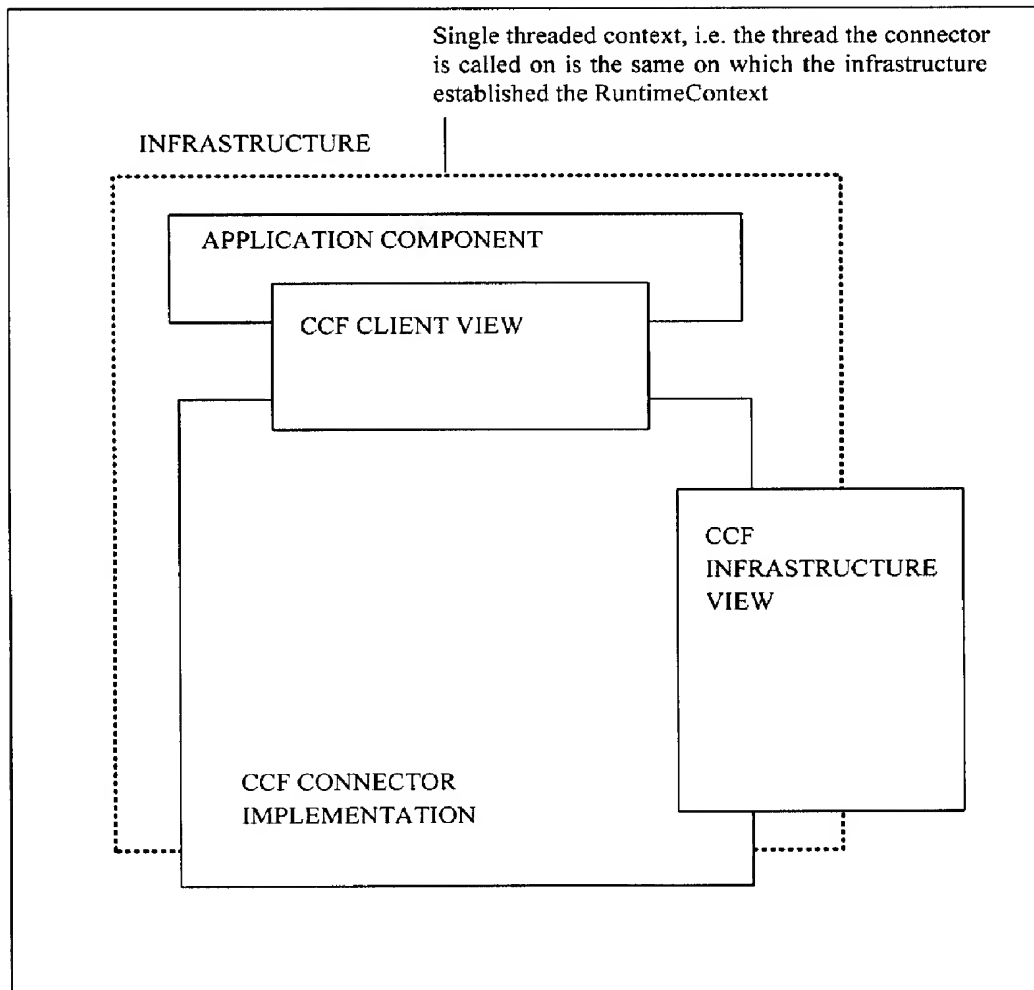 Single threaded context, i.e. the thread the connector
is called on is the same on which the infrastructure
established the RuntimeContext
INFRASTRUCTURE
APPLICATION COMPONENT
CCF CLIENT VIEW
CCF
INFRASTRUCTURE
VIEW
CCF CONNECTOR
IMPLEMENTATION